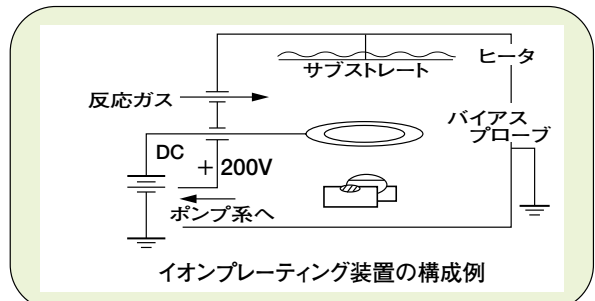 ヒータ
サブストレート
反応ガス
バイアス
プローブ
DC
+200V
ポンプ系へ
イオンプレーティング装置の構成例